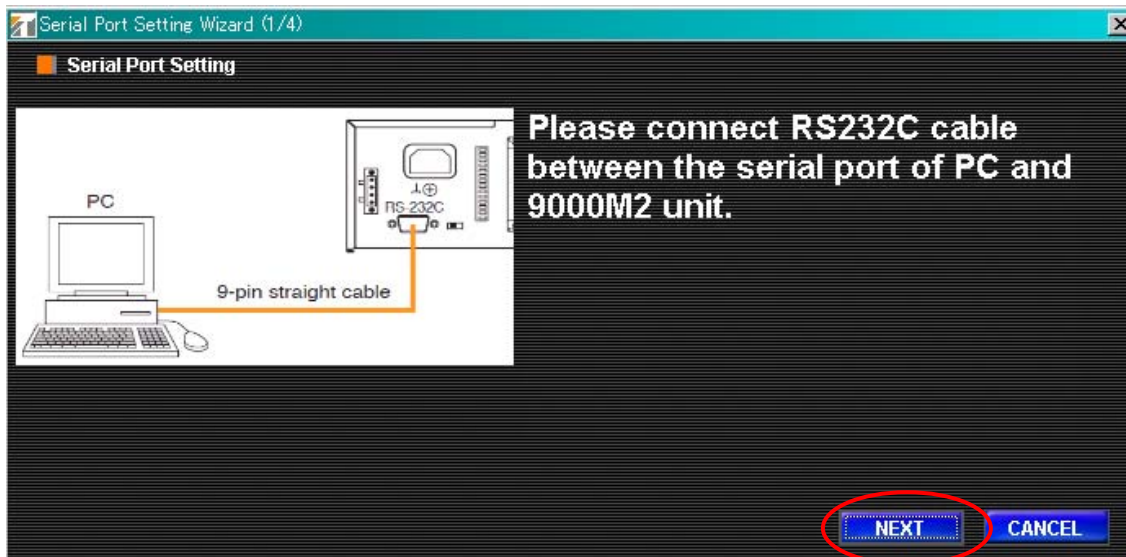 Serial Port Setting Wizard (1/4)
Serial Port Setting
PC
RS-232C
9-pin straight cable
Please connect RS232C cable
between the serial port of PC and
9000M2 unit.
NEXT
CANCEL